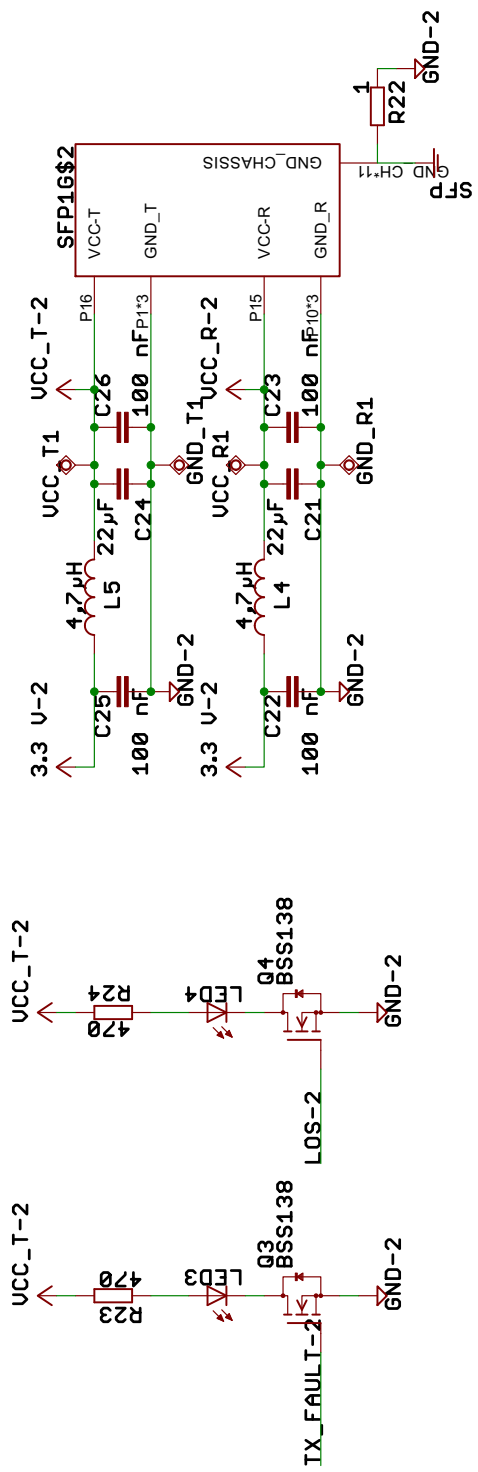 GND-2
1
R22
GND_CH*11
SFP
SFP1G$2
GND_CHASSIS
VCC-T
GND_T
VCC-R
GND_R
P16
P1*3
P15
P10*3
VCC_T-2
C26
100 nF
VCC_R-2
C23
100 nF
VCC_T1
GND_T1
VCC_R1
GND_R1
22µF
C24
22µF
C21
4,7µH
L5
4,7µH
L4
GND-2
GND-2
3.3 V-2
C25
100 nF
3.3 V-2
C22
100 nF
VCC_T-2
R24
470
LED4
Q4
BSS138
GND-2
LOS-2
VCC_T-2
470
R23
LED3
Q3
BSS138
GND-2
TX_FAULT-2